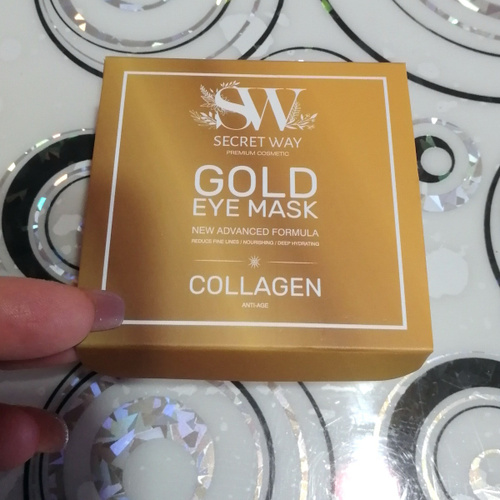 SW
SECRET WAY
PREMIUM COSMETIC
GOLD
EYE MASK
NEW ADVANCED FORMULA
REDUCE FINE LINES / NOURISHING / DEEP HYDRATING
COLLAGEN
ANTI-AGE